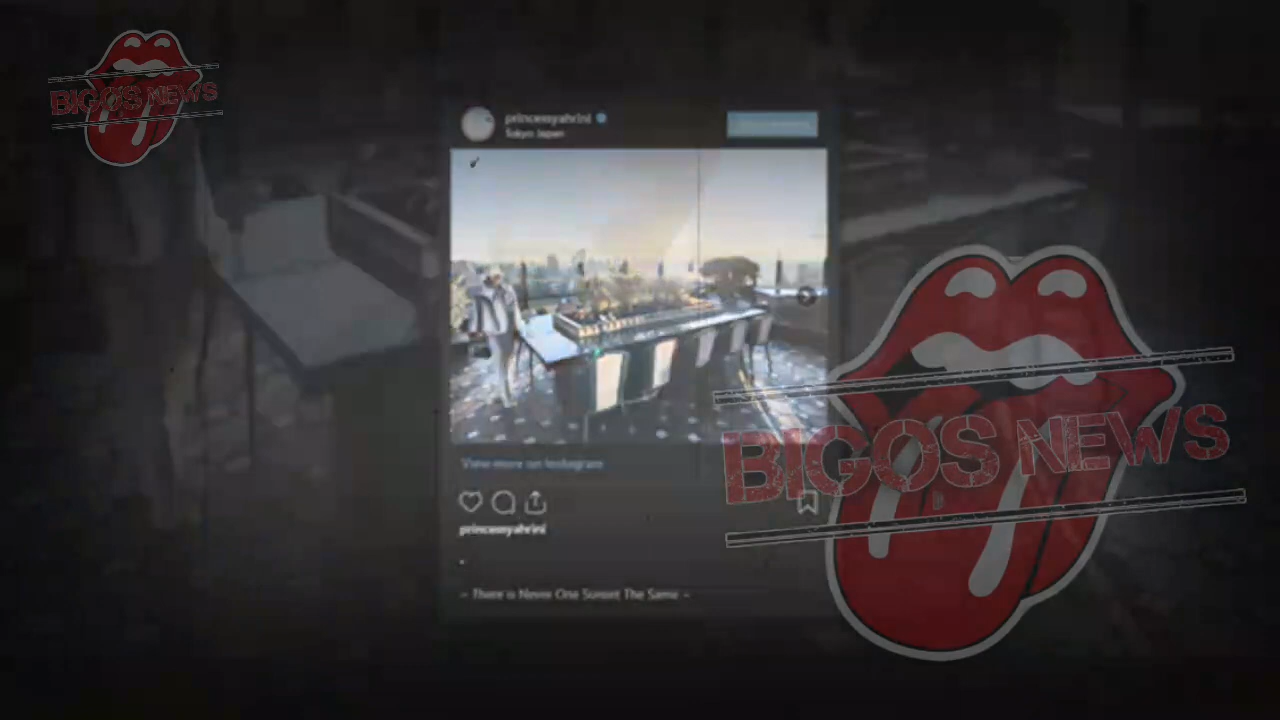 BIGOS NEWS
princessyahrini
Tokyo Japan
BIGOS NEWS
View more on Instagram
princessyahrini
~ There is Never One Sunset The Same ~